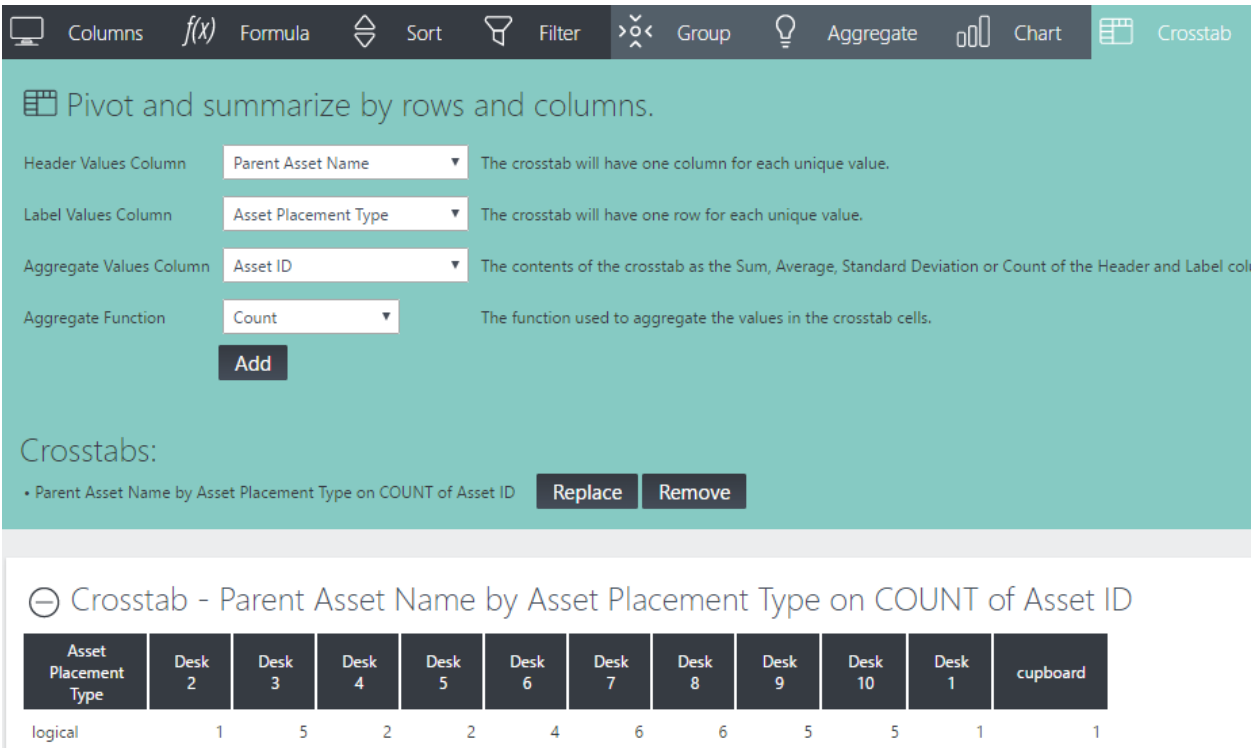 Columns f(x) Formula Sort Filter Group Aggregate Chart Crosstab
Pivot and summarize by rows and columns.
Header Values Column Parent Asset Name The crosstab will have one column for each unique value.
Label Values Column Asset Placement Type The crosstab will have one row for each unique value.
Aggregate Values Column Asset ID The contents of the crosstab as the Sum, Average, Standard Deviation or Count of the Header and Label col
Aggregate Function Count The function used to aggregate the values in the crosstab cells.
Add
Crosstabs:
• Parent Asset Name by Asset Placement Type on COUNT of Asset ID Replace Remove
Crosstab - Parent Asset Name by Asset Placement Type on COUNT of Asset ID
Asset Placement Type Desk 2 Desk 3 Desk 4 Desk 5 Desk 6 Desk 7 Desk 8 Desk 9 Desk 10 Desk 1 cupboard
logical 1 5 2 2 4 6 6 5 5 1 1